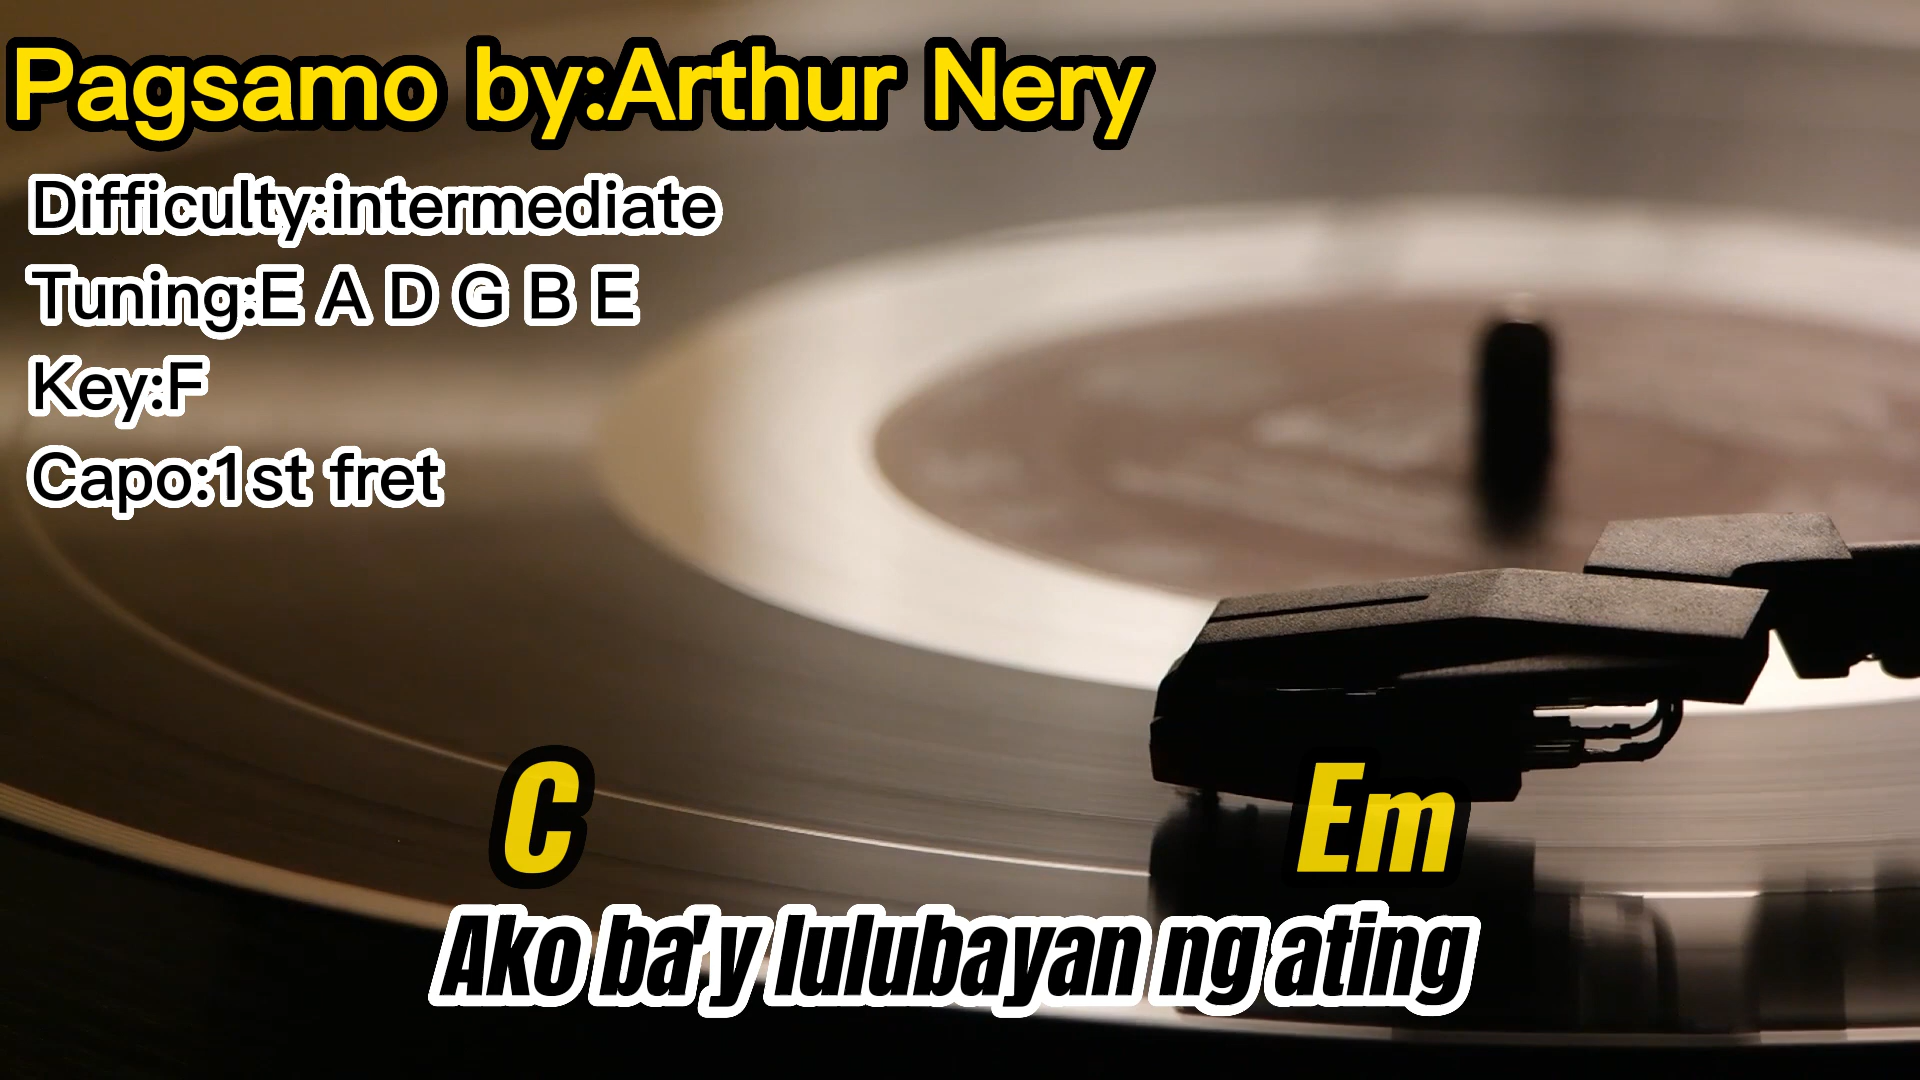 Pagsamo by:Arthur Nery
Difficulty:intermediate
Tuning:E A D G B E
Key:F
Capo:1st fret
C Em
Ako ba'y lulubayan ng ating